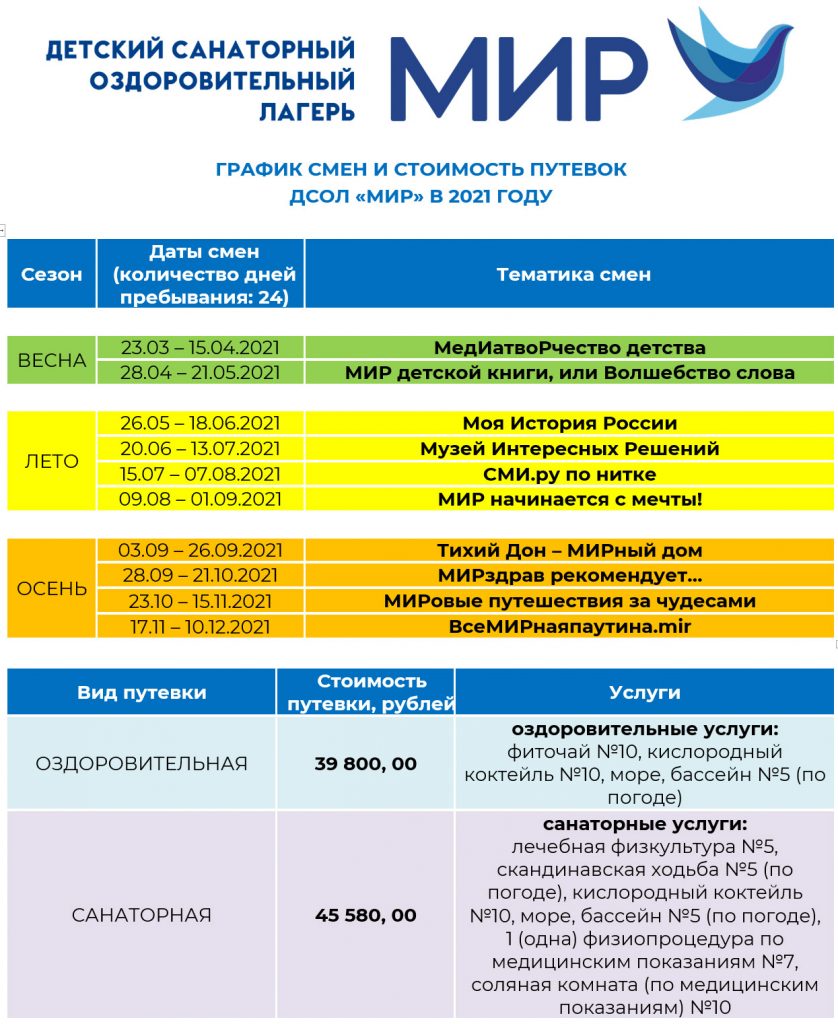 ДЕТСКИЙ САНАТОРНЫЙ
ОЗДОРОВИТЕЛЬНЫЙ
ЛАГЕРЬ
МИР
ГРАФИК СМЕН И СТОИМОСТЬ ПУТЕВОК
ДСОЛ «МИР» В 2021 ГОДУ
Сезон
Даты смен
(количество дней
пребывания: 24)
Тематика смен
ВЕСНА
23.03 – 15.04.2021 МедИатвоРчество детства
28.04 – 21.05.2021 МИР детской книги, или Волшебство слова
ЛЕТО
26.05 – 18.06.2021 Моя История России
20.06 – 13.07.2021 Музей Интересных Решений
15.07 – 07.08.2021 СМИ.ру по нитке
09.08 – 01.09.2021 МИР начинается с мечты!
ОСЕНЬ
03.09 – 26.09.2021 Тихий Дон – МИРный дом
28.09 – 21.10.2021 МИРздрав рекомендует...
23.10 – 15.11.2021 МИРовые путешествия за чудесами
17.11 – 10.12.2021 ВсеМИРнаяпаутина.mir
Вид путевки
Стоимость
путевки, рублей
Услуги
ОЗДОРОВИТЕЛЬНАЯ
39 800, 00
оздоровительные услуги:
фиточай №10, кислородный
коктейль №10, море, бассейн №5 (по
погоде)
САНАТОРНАЯ
45 580, 00
санаторные услуги:
лечебная физкультура №5,
скандинавская ходьба №5 (по
погоде), кислородный коктейль
№10, море, бассейн №5 (по погоде),
1 (одна) физиопроцедура по
медицинским показаниям №7,
соляная комната (по медицинским
показаниям) №10